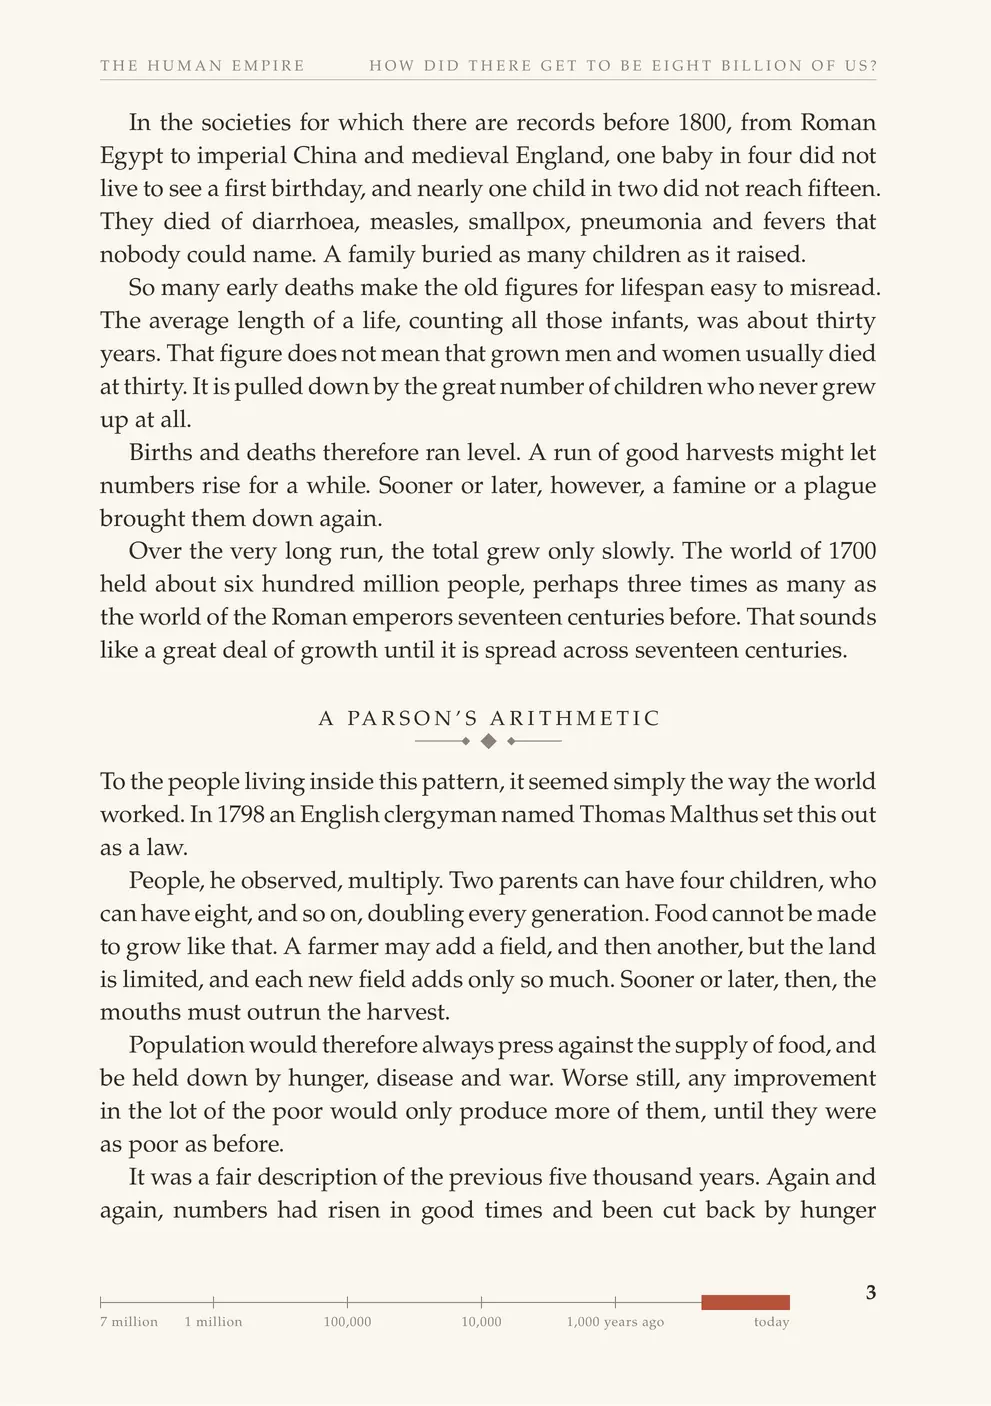 THE HUMAN EMPIRE HOW DID THERE GET TO BE EIGHT BILLION OF US?
In the societies for which there are records before 1800, from Roman
Egypt to imperial China and medieval England, one baby in four did not
live to see a first birthday, and nearly one child in two did not reach fifteen.
They died of diarrhoea, measles, smallpox, pneumonia and fevers that
nobody could name. A family buried as many children as it raised.
So many early deaths make the old figures for lifespan easy to misread.
The average length of a life, counting all those infants, was about thirty
years. That figure does not mean that grown men and women usually died
at thirty. It is pulled down by the great number of children who never grew
up at all.
Births and deaths therefore ran level. A run of good harvests might let
numbers rise for a while. Sooner or later, however, a famine or a plague
brought them down again.
Over the very long run, the total grew only slowly. The world of 1700
held about six hundred million people, perhaps three times as many as
the world of the Roman emperors seventeen centuries before. That sounds
like a great deal of growth until it is spread across seventeen centuries.
A PARSON’S ARITHMETIC
To the people living inside this pattern, it seemed simply the way the world
worked. In 1798 an English clergyman named Thomas Malthus set this out
as a law.
People, he observed, multiply. Two parents can have four children, who
can have eight, and so on, doubling every generation. Food cannot be made
to grow like that. A farmer may add a field, and then another, but the land
is limited, and each new field adds only so much. Sooner or later, then, the
mouths must outrun the harvest.
Population would therefore always press against the supply of food, and
be held down by hunger, disease and war. Worse still, any improvement
in the lot of the poor would only produce more of them, until they were
as poor as before.
It was a fair description of the previous five thousand years. Again and
again, numbers had risen in good times and been cut back by hunger
3
7 million 1 million 100,000 10,000 1,000 years ago today